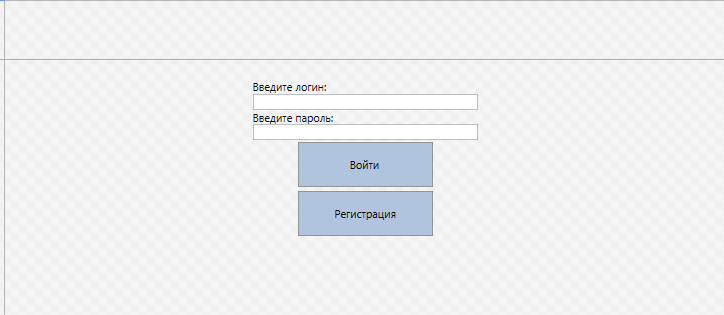 Введите логин:
Введите пароль:
Войти
Регистрация